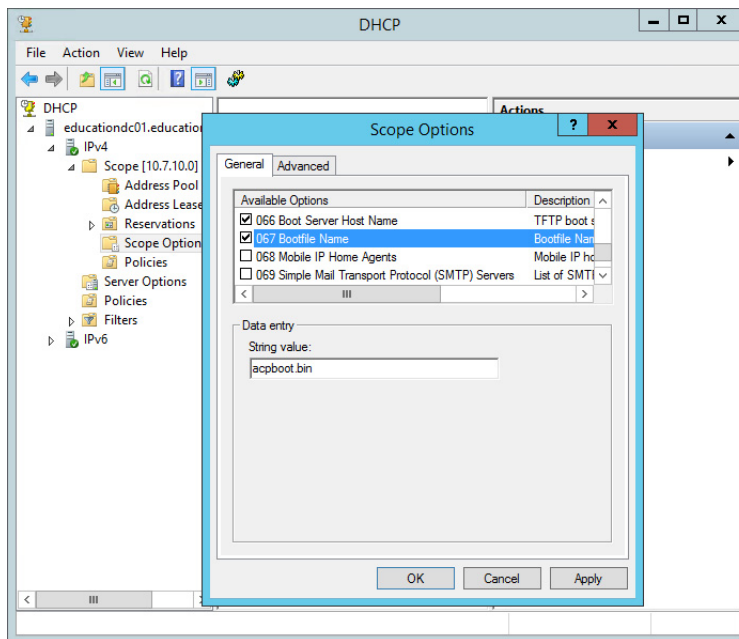 DHCP
File Action View Help
DHCP
educationdc01.education
IPv4
Scope [10.7.10.0]
Address Pool
Address Lease
Reservations
Scope Option
Policies
Server Options
Policies
Filters
IPv6
Actions
Scope Options
General Advanced
Available Options Description
066 Boot Server Host Name TFTP boot s
067 Bootfile Name Bootfile Nam
068 Mobile IP Home Agents Mobile IP ho
069 Simple Mail Transport Protocol (SMTP) Servers List of SMTI
Data entry
String value:
acpboot.bin
OK Cancel Apply